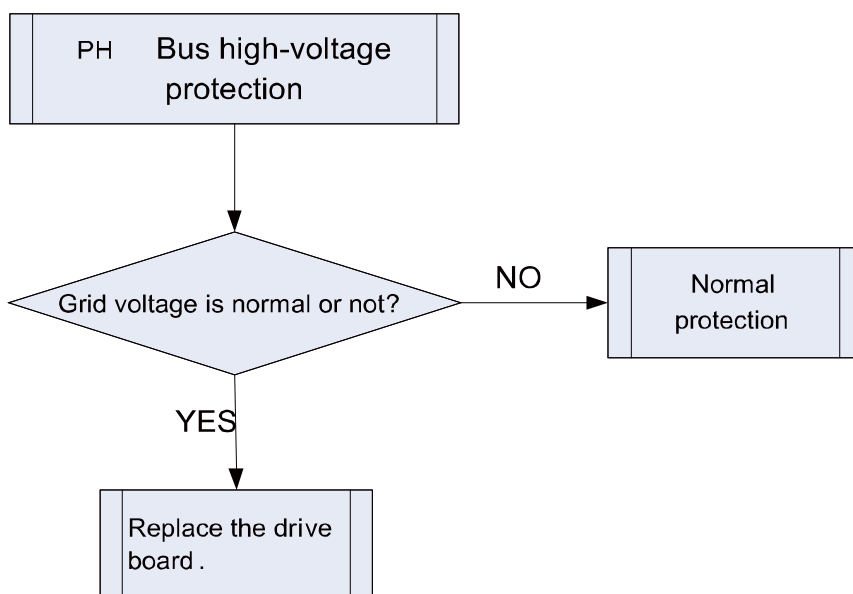 PH Bus high-voltage
protection
Grid voltage is normal or not?
NO
Normal
protection
YES
Replace the drive
board .